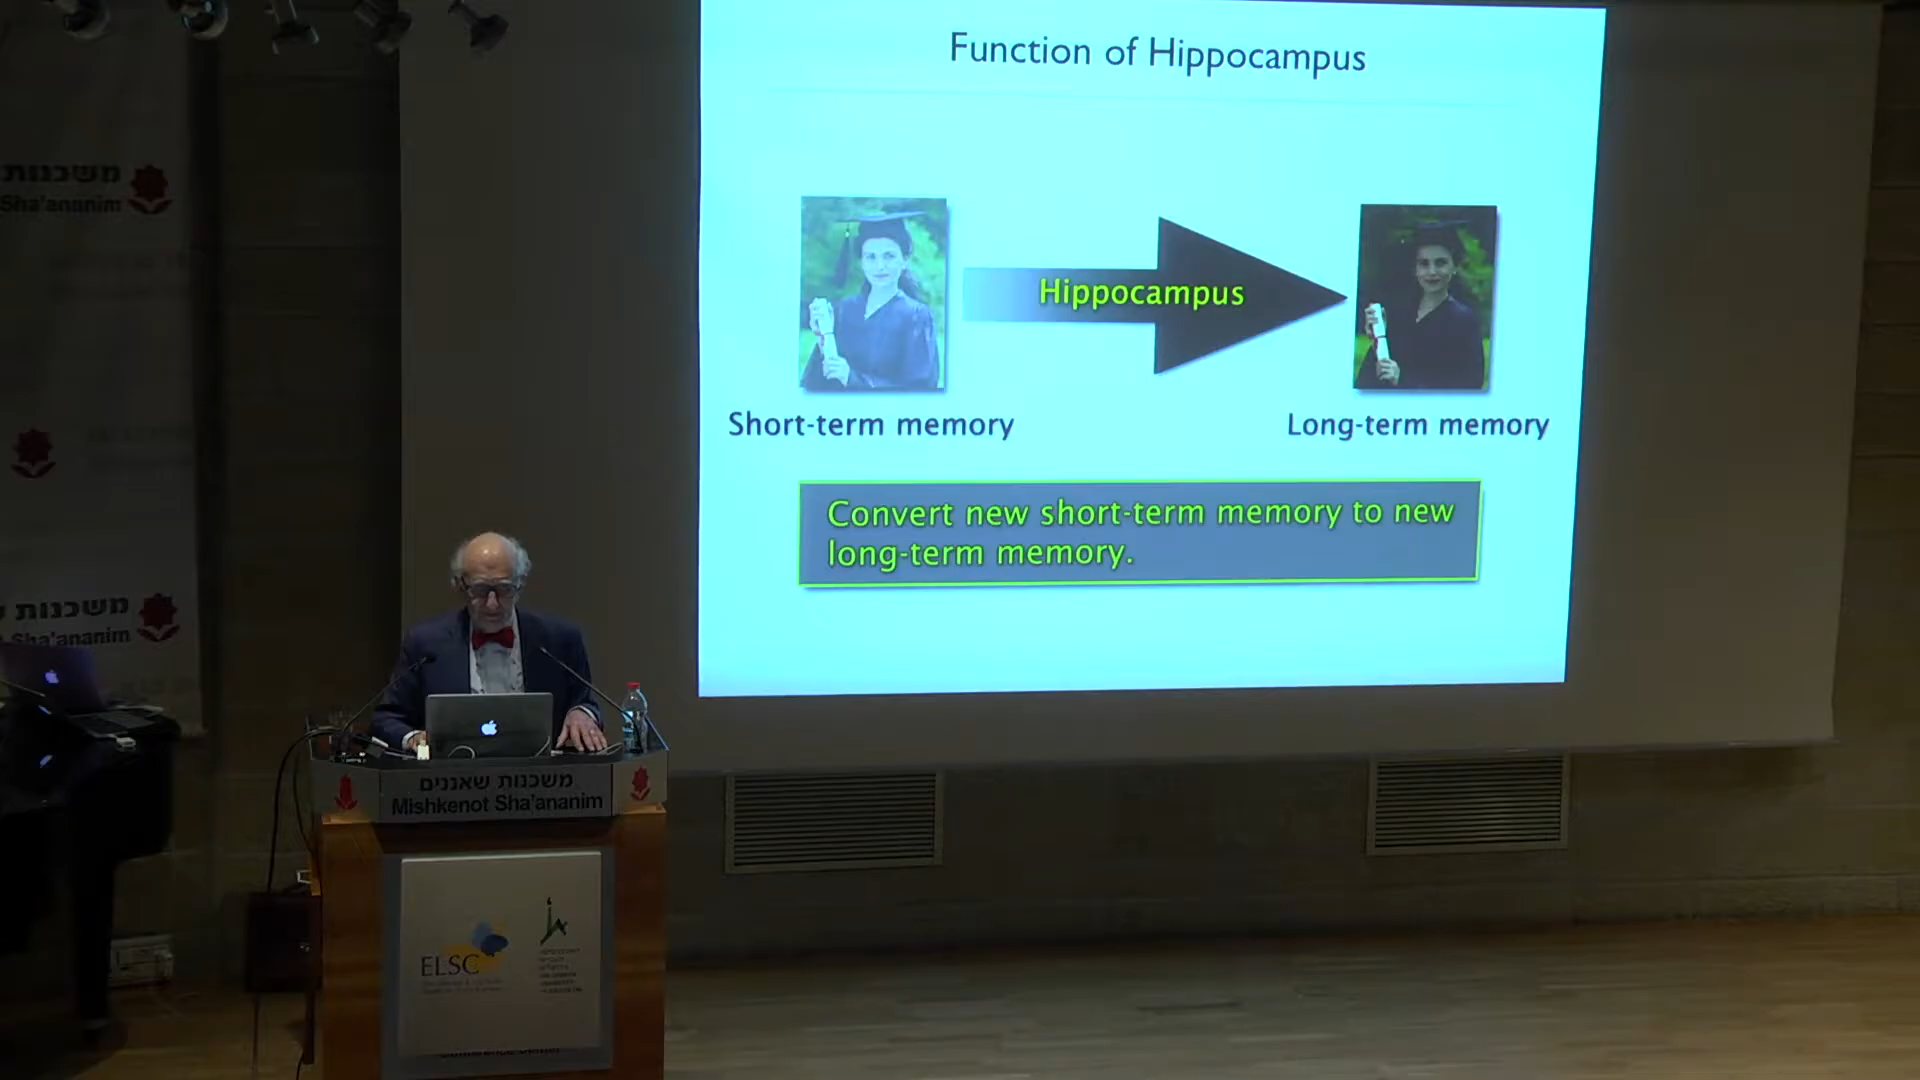 Function of Hippocampus
Hippocampus
Short-term memory
Long-term memory
Convert new short-term memory to new
long-term memory.
משכנות
Sha'ananim
משכנות
Sha'ananim
משכנות שאננים
Mishkenot Sha'ananim
ELSC